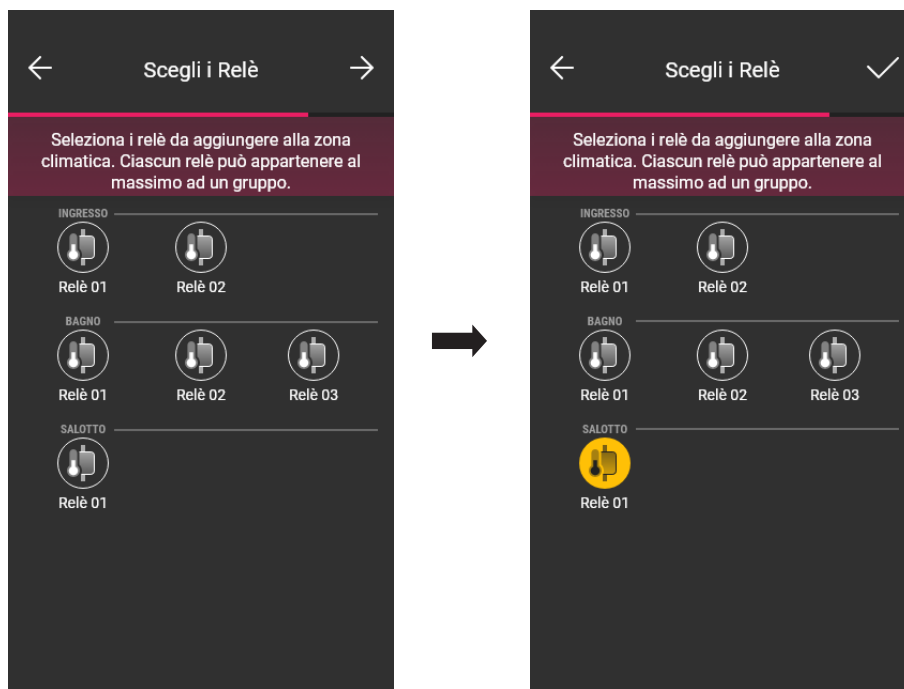 Scegli i Relè
Seleziona i relè da aggiungere alla zona
climatica. Ciascun relè può appartenere al
massimo ad un gruppo.
INGRESSO
Relè 01 Relè 02
BAGNO
Relè 01 Relè 02 Relè 03
SALOTTO
Relè 01
Scegli i Relè
Seleziona i relè da aggiungere alla zona
climatica. Ciascun relè può appartenere al
massimo ad un gruppo.
INGRESSO
Relè 01 Relè 02
BAGNO
Relè 01 Relè 02 Relè 03
SALOTTO
Relè 01